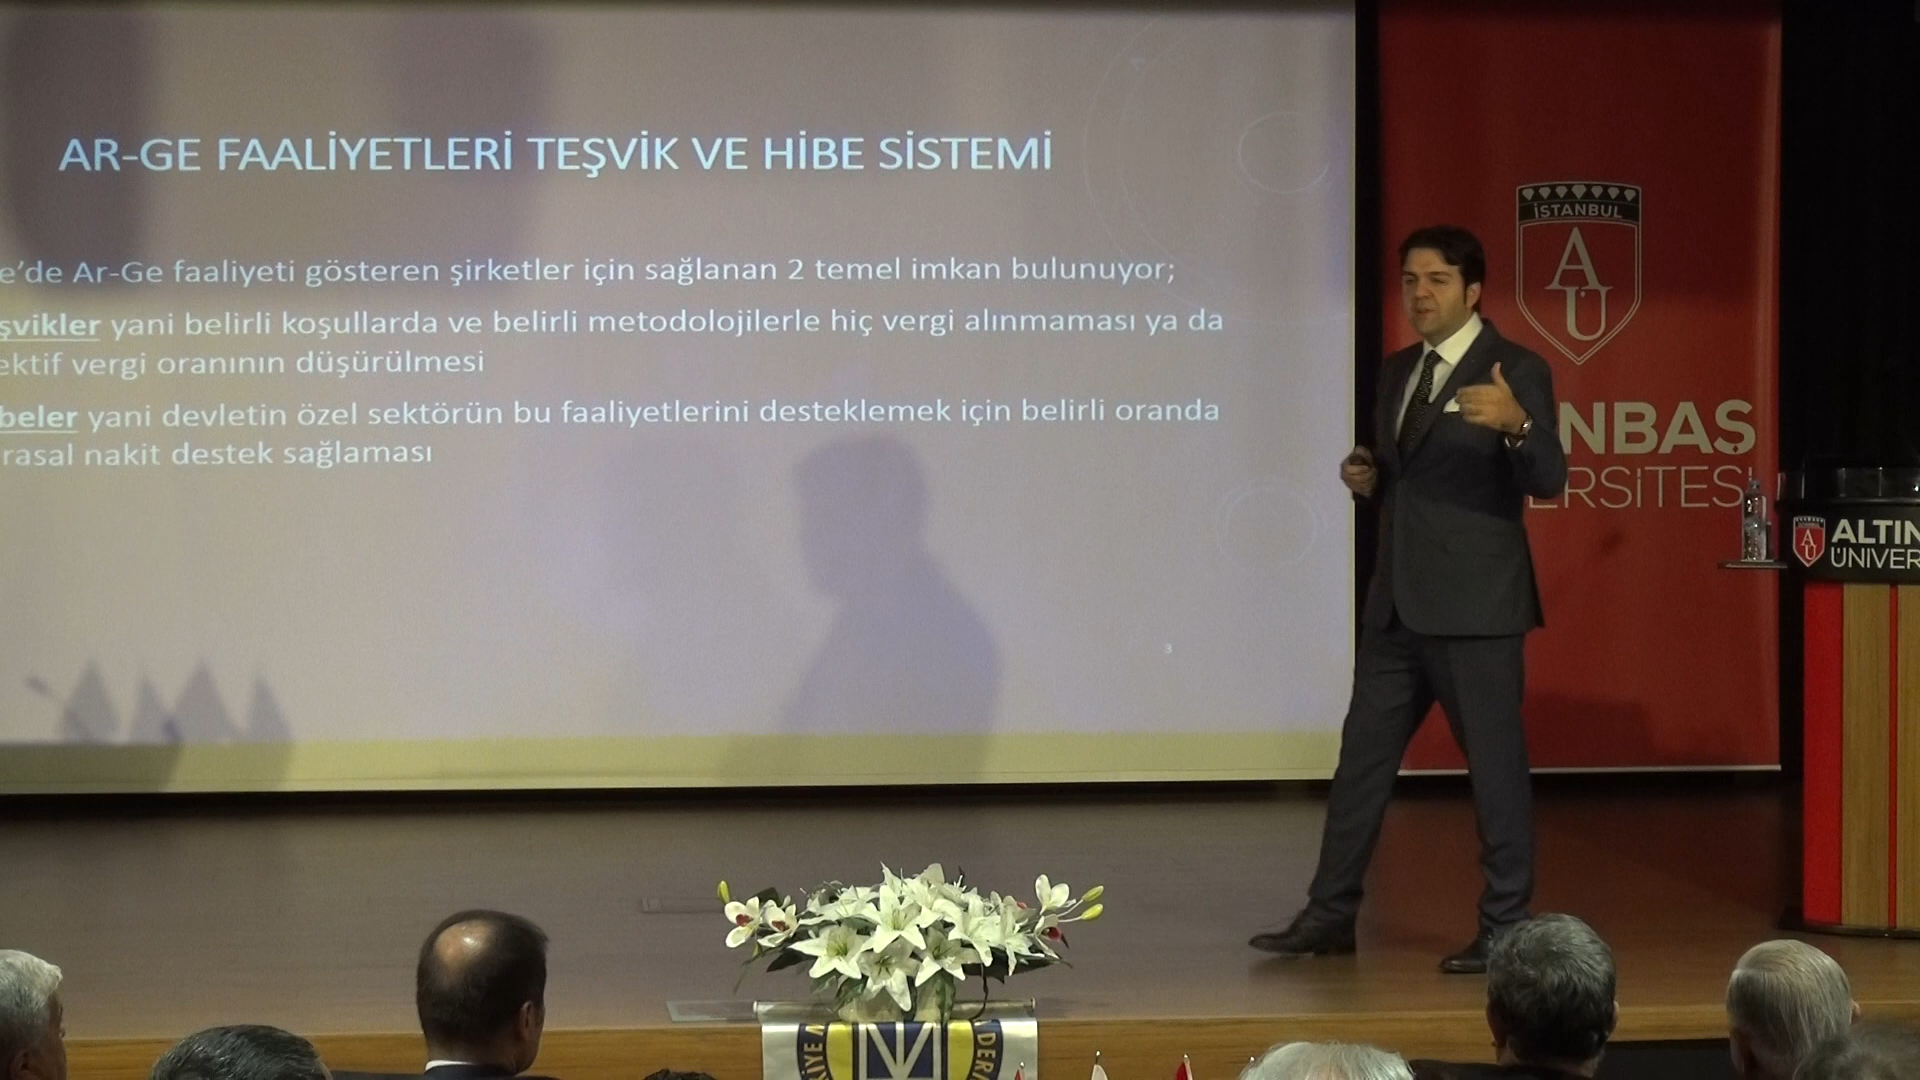 AR-GE FAALİYETLERİ TEŞVİK VE HİBE SİSTEMİ
e'de Ar-Ge faaliyeti gösteren şirketler için sağlanan 2 temel imkan bulunuyor;
şvikler yani belirli koşullarda ve belirli metodolojilerle hiç vergi alınmaması ya da
ektif vergi oranının düşürülmesi
beler yani devletin özel sektörün bu faaliyetlerini desteklemek için belirli oranda
rasal nakit destek sağlaması
3
İSTANBUL
AÜ
NBAŞ
ERSİTESİ
AÜ
ALTIN
ÜNİVER